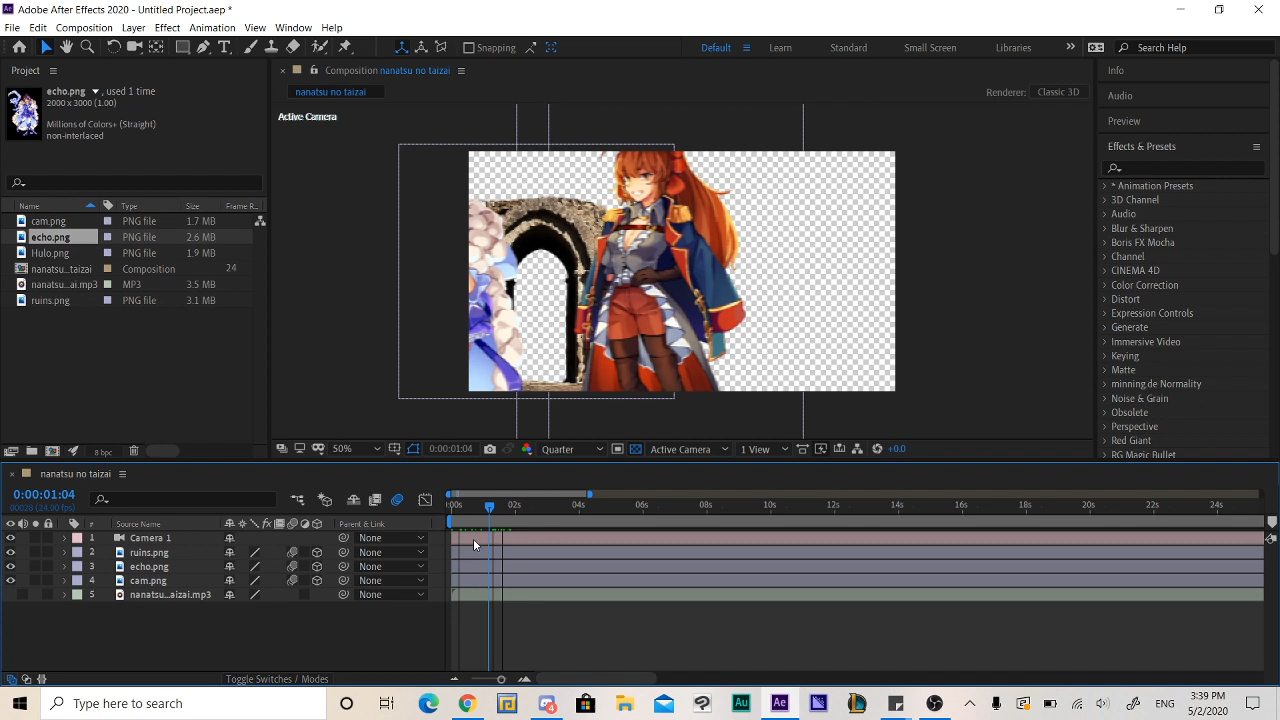 Adobe After Effects 2020 - Untitled Project.aep *
File Edit Composition Layer Effect Animation View Window Help
Snapping
Default Learn Standard Small Screen Libraries Search Help
Project
Composition nanatsu no taizai
echo.png , used 1 time
2000 x 3000 (1.00)
Millions of Colors+ (Straight)
non-interlaced
nanatsu no taizai
Renderer: Classic 3D
Active Camera
Name Type Size Frame R...
cam.png PNG file 1.7 MB
echo.png PNG file 2.6 MB
Hulo.png PNG file 1.9 MB
nanatsu...taizai Composition 24
nanatsu...ai.mp3 MP3 3.5 MB
ruins.png PNG file 3.1 MB
8 bpc
50% 0:00:01:04 Quarter Active Camera 1 View +0.0
Info
Audio
Preview
Effects & Presets
* Animation Presets
3D Channel
Audio
Blur & Sharpen
Boris FX Mocha
Channel
CINEMA 4D
Color Correction
Distort
Expression Controls
Generate
Immersive Video
Keying
Matte
minning.de Normality
Noise & Grain
Obsolete
Perspective
Red Giant
RG Magic Bullet
nanatsu no taizai
0:00:01:04
00028 (24.00 fps)
:00s 02s 04s 06s 08s 10s 12s 14s 16s 18s 20s 22s 24s
# Source Name Parent & Link
1 Camera 1 None
2 ruins.png None
3 echo.png None
4 cam.png None
5 nanatsu...aizai.mp3 None
Toggle Switches / Modes
Type here to search
4
ENG
3:39 PM
5/2/2020